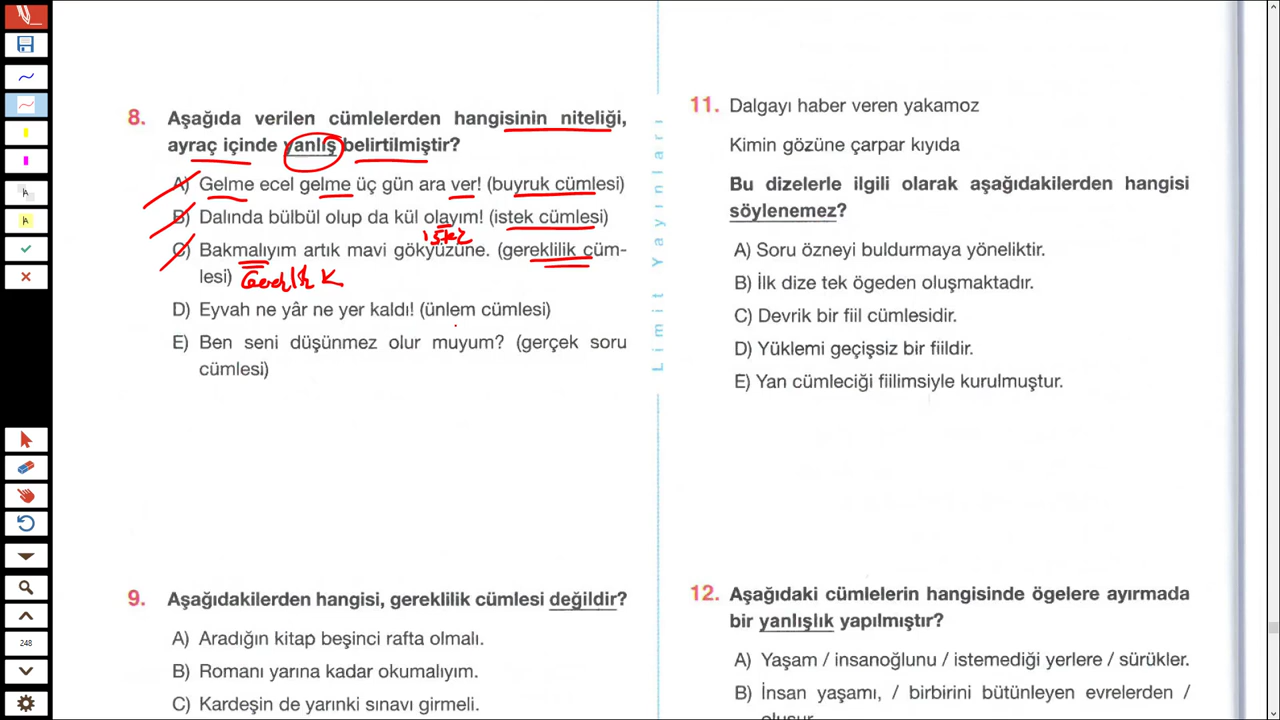 8. Aşağıda verilen cümlelerden hangisinin niteliği,
ayraç içinde yanlış belirtilmiştir?
A) Gelme ecel gelme üç gün ara ver! (buyruk cümlesi)
B) Dalında bülbül olup da kül olayım! (istek cümlesi)
istek
C) Bakmalıyım artık mavi gökyüzüne. (gereklilik cüm-
lesi)
D) Eyvah ne yâr ne yer kaldı! (ünlem cümlesi)
E) Ben seni düşünmez olur muyum? (gerçek soru
cümlesi)
9. Aşağıdakilerden hangisi, gereklilik cümlesi değildir?
A) Aradığın kitap beşinci rafta olmalı.
B) Romanı yarına kadar okumalıyım.
C) Kardeşin de yarınki sınavı girmeli.
Limit Yayınları
11. Dalgayı haber veren yakamoz
Kimin gözüne çarpar kıyıda
Bu dizelerle ilgili olarak aşağıdakilerden hangisi
söylenemez?
A) Soru özneyi buldurmaya yöneliktir.
B) İlk dize tek ögeden oluşmaktadır.
C) Devrik bir fiil cümlesidir.
D) Yüklemi geçişsiz bir fiildir.
E) Yan cümleciği fiilimsiyle kurulmuştur.
12. Aşağıdaki cümlelerin hangisinde ögelere ayırmada
bir yanlışlık yapılmıştır?
A) Yaşam / insanoğlunu / istemediği yerlere / sürükler.
B) İnsan yaşamı, / birbirini bütünleyen evrelerden /
oluşur.
248